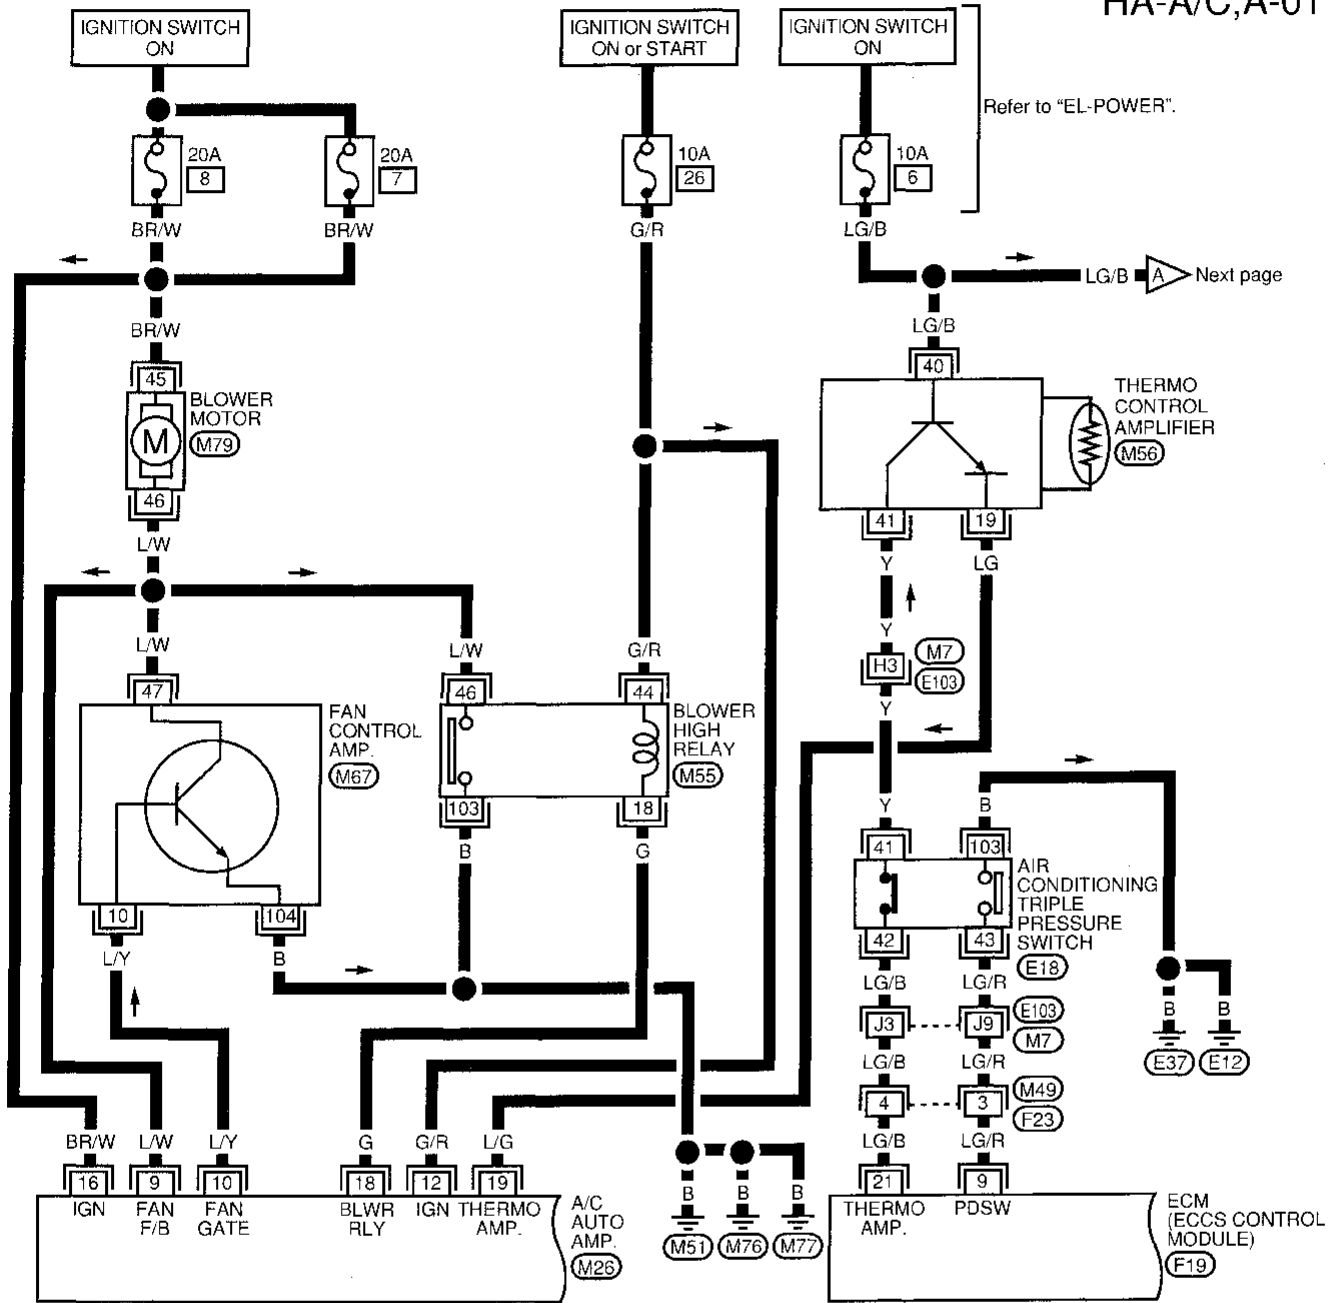 HA-A/C,A-01
IGNITION SWITCH
ON
IGNITION SWITCH
ON or START
IGNITION SWITCH
ON
Refer to "EL-POWER".
20A
8
20A
7
10A
26
10A
6
BR/W
BR/W
G/R
LG/B
LG/B
A
Next page
BR/W
LG/B
45
40
BLOWER
MOTOR
M79
M
46
THERMO
CONTROL
AMPLIFIER
M56
41
19
L/W
Y
LG
L/W
L/W
G/R
Y
H3
M7
E103
Y
47
46
44
FAN
CONTROL
AMP.
M67
BLOWER
HIGH
RELAY
M55
103
18
Y
B
B
G
41
103
AIR
CONDITIONING
TRIPLE
PRESSURE
SWITCH
E18
10
104
42
43
L/Y
B
LG/B
LG/R
J3
J9
E103
M7
B
B
E37
E12
LG/B
LG/R
4
3
M49
F23
BR/W
L/W
L/Y
G
G/R
L/G
LG/B
LG/R
16
9
10
18
12
19
21
9
IGN
FAN
F/B
FAN
GATE
BLWR
RLY
IGN
THERMO
AMP.
A/C
AUTO
AMP.
M26
B
B
B
M51
M76
M77
THERMO
AMP.
PDSW
ECM
(ECCS CONTROL
MODULE)
F19